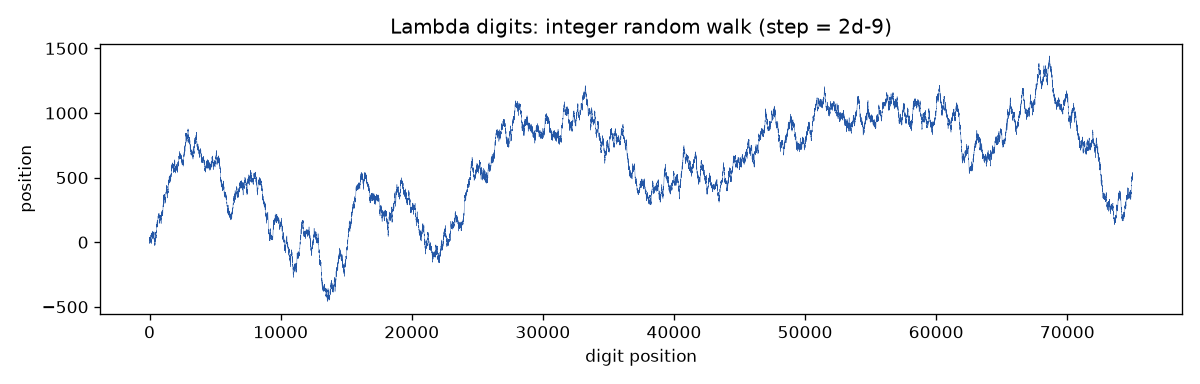 Lambda digits: integer random walk (step = 2d-9)
1500
1000
500
0
−500
position
0 10000 20000 30000 40000 50000 60000 70000
digit position